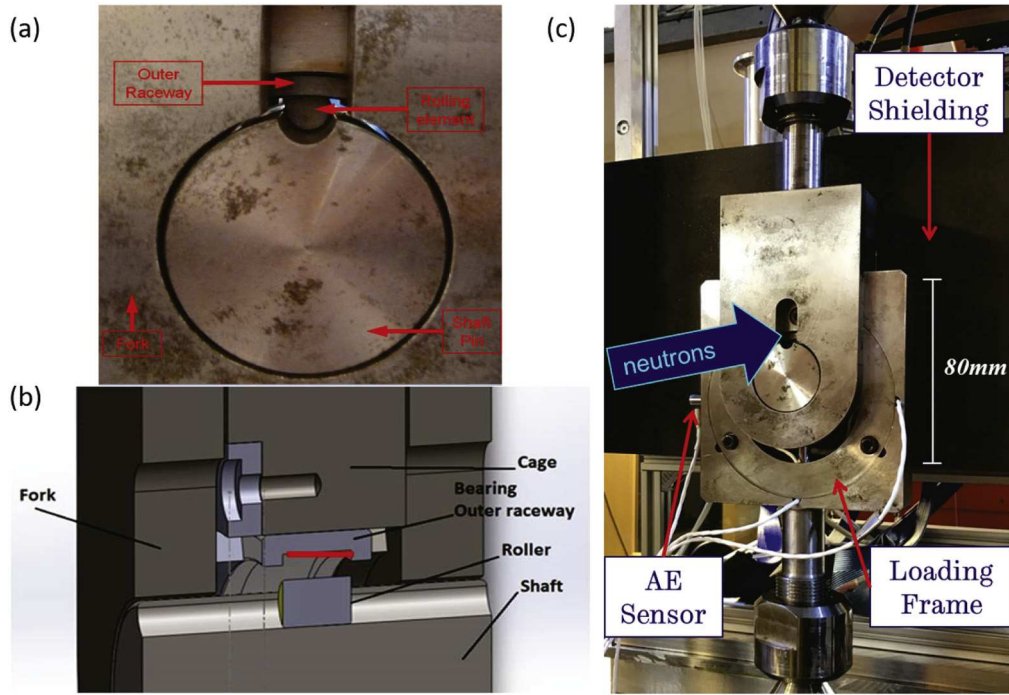 (a)
Outer
Raceway
Rolling
element
Shaft
Pin
Fork
(b)
Cage
Bearing
Outer raceway
Fork
Roller
Shaft
(c)
Detector
Shielding
neutrons
80mm
AE
Sensor
Loading
Frame